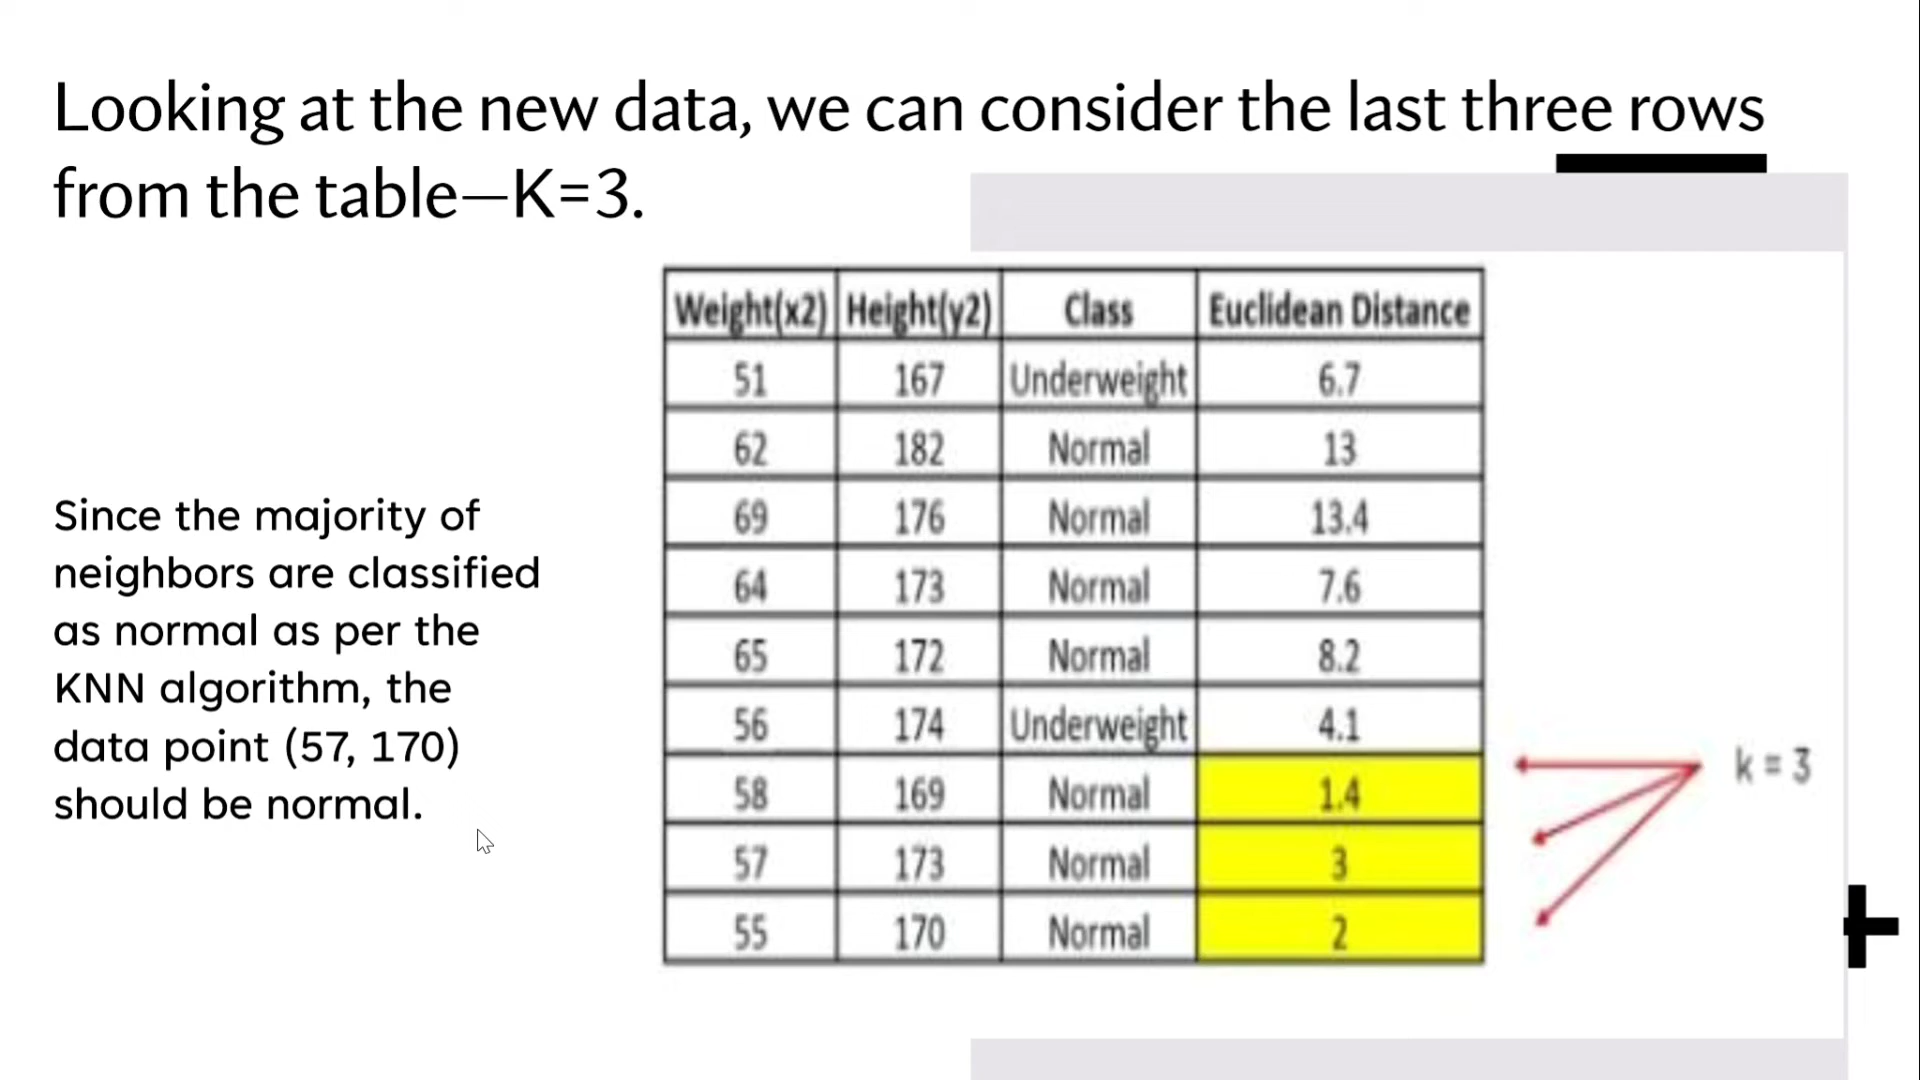 Looking at the new data, we can consider the last three rows
from the table—K=3.
Since the majority of
neighbors are classified
as normal as per the
KNN algorithm, the
data point (57, 170)
should be normal.
Weight(x2) Height(y2) Class Euclidean Distance
51 167 Underweight 6.7
62 182 Normal 13
69 176 Normal 13.4
64 173 Normal 7.6
65 172 Normal 8.2
56 174 Underweight 4.1
58 169 Normal 1.4
57 173 Normal 3
55 170 Normal 2
k = 3